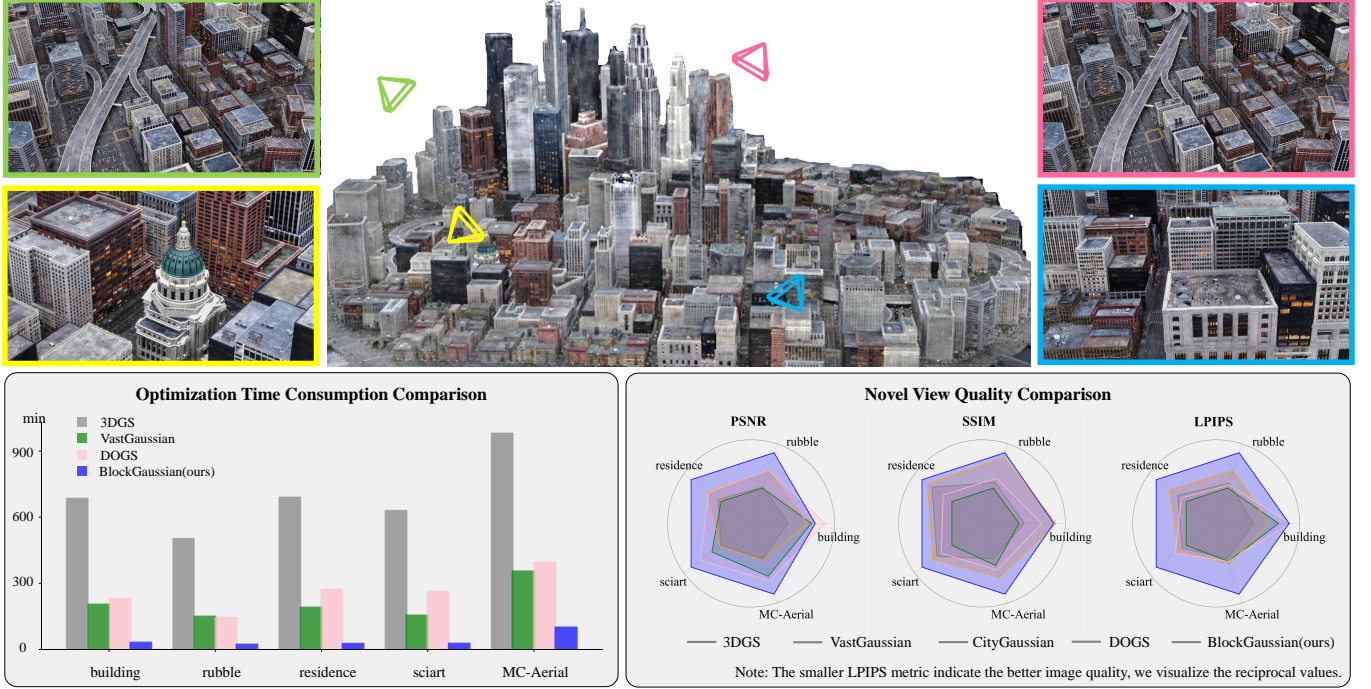 Optimization Time Consumption Comparison
min
3DGS
VastGaussian
DOGS
BlockGaussian(ours)
900
600
300
0
building
rubble
residence
sciart
MC-Aerial
Novel View Quality Comparison
PSNR
rubble
residence
building
sciart
MC-Aerial
SSIM
rubble
residence
building
sciart
MC-Aerial
LPIPS
rubble
residence
building
sciart
MC-Aerial
3DGS VastGaussian CityGaussian DOGS BlockGaussian(ours)
Note: The smaller LPIPS metric indicate the better image quality, we visualize the reciprocal values.